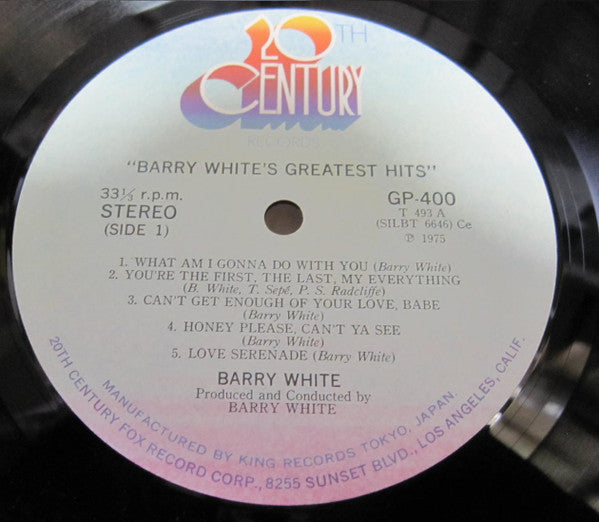 20TH
CENTURY
RECORDS
"BARRY WHITE'S GREATEST HITS"
33⅓ r.p.m.
STEREO
(SIDE 1)
GP-400
T 493 A
(SILBT 6646) Ce
℗ 1975
1. WHAT AM I GONNA DO WITH YOU (Barry White)
2. YOU'RE THE FIRST, THE LAST, MY EVERYTHING
(B. White, T. Sepé, P. S. Radcliffe)
3. CAN'T GET ENOUGH OF YOUR LOVE, BABE
(Barry White)
4. HONEY PLEASE, CAN'T YA SEE
(Barry White)
5. LOVE SERENADE (Barry White)
BARRY WHITE
Produced and Conducted by
BARRY WHITE
MANUFACTURED BY KING RECORDS TOKYO, JAPAN.
20TH CENTURY FOX RECORD CORP., 8255 SUNSET BLVD., LOS ANGELES, CALIF.